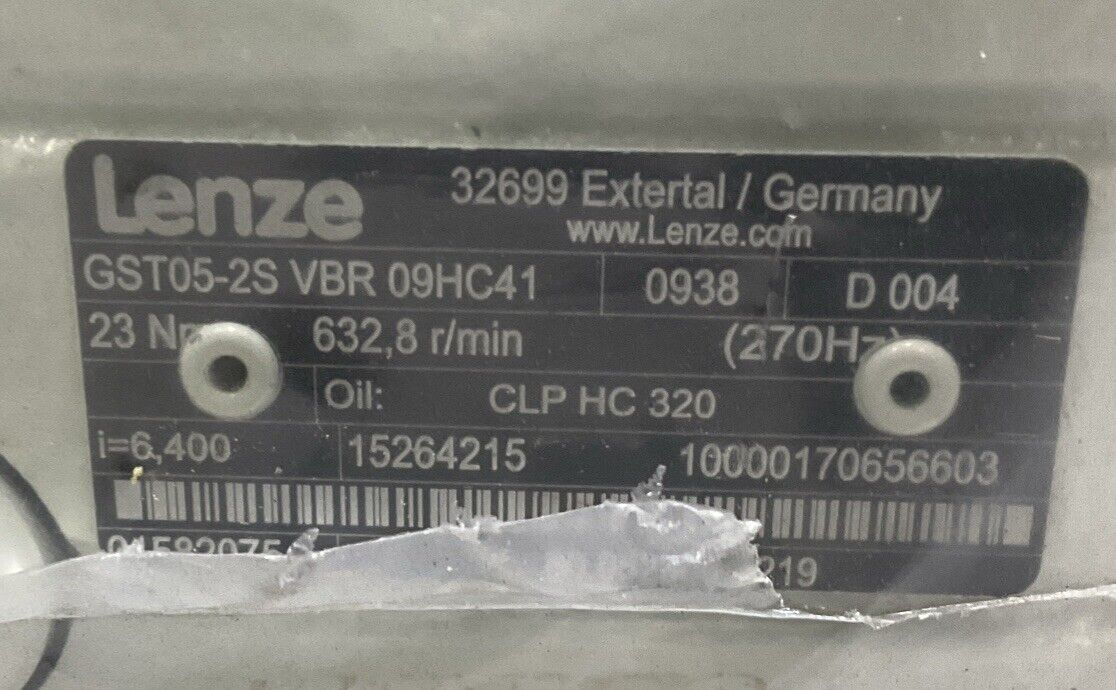 Lenze
32699 Extertal / Germany
www.Lenze.com
GST05-2S VBR 09HC41 0938 D 004
23 632,8 r/min (270Hz)
Oil: CLP HC 320
i=6,400 15264215 10000170656603